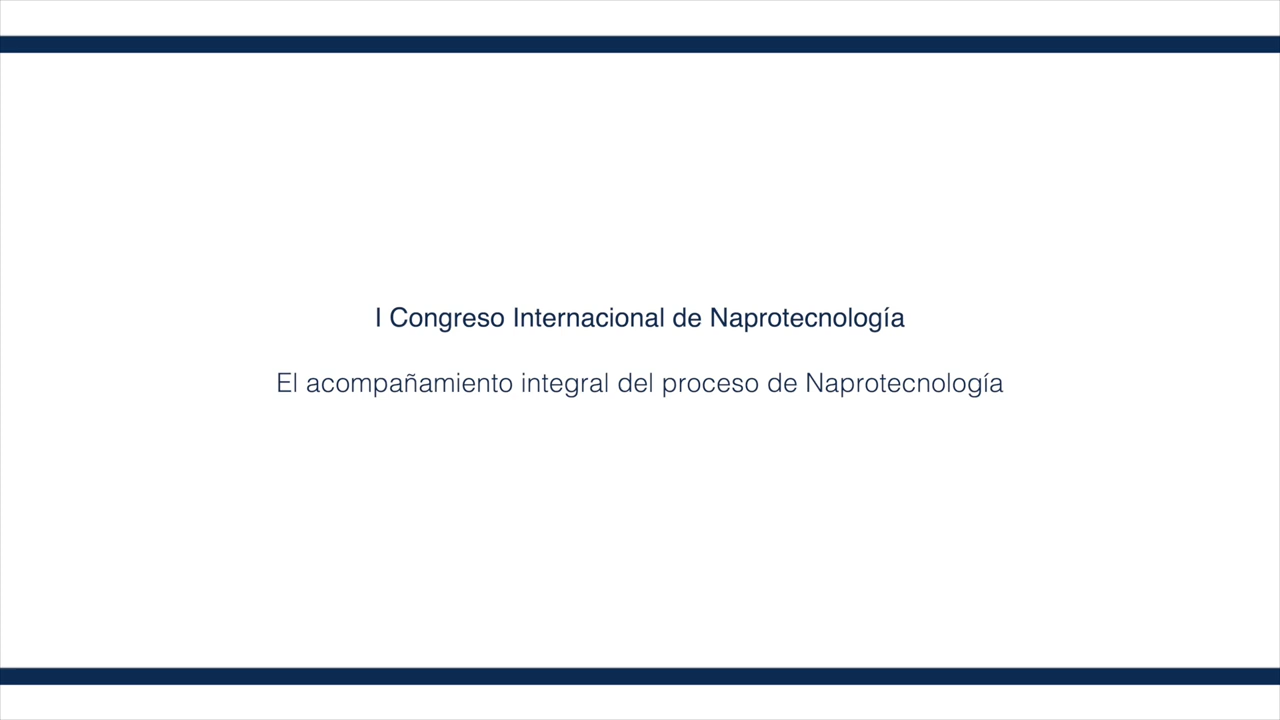 I Congreso Internacional de Naprotecnología
El acompañamiento integral del proceso de Naprotecnología